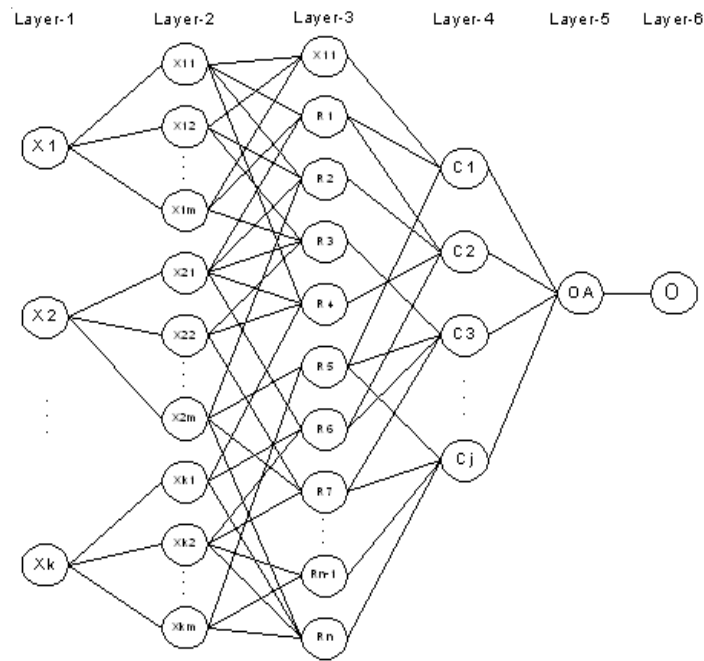 Layer-1 Layer-2 Layer-3 Layer-4 Layer-5 Layer-6
X11 X11
X12 R1
X1 C1
X1m R2
X21 R3 C2
OA O
X2 R4
X22 C3
R5
X2m R6
Cj
Xk1 R7
Xk2
Xk Rn-1
Xkm Rn